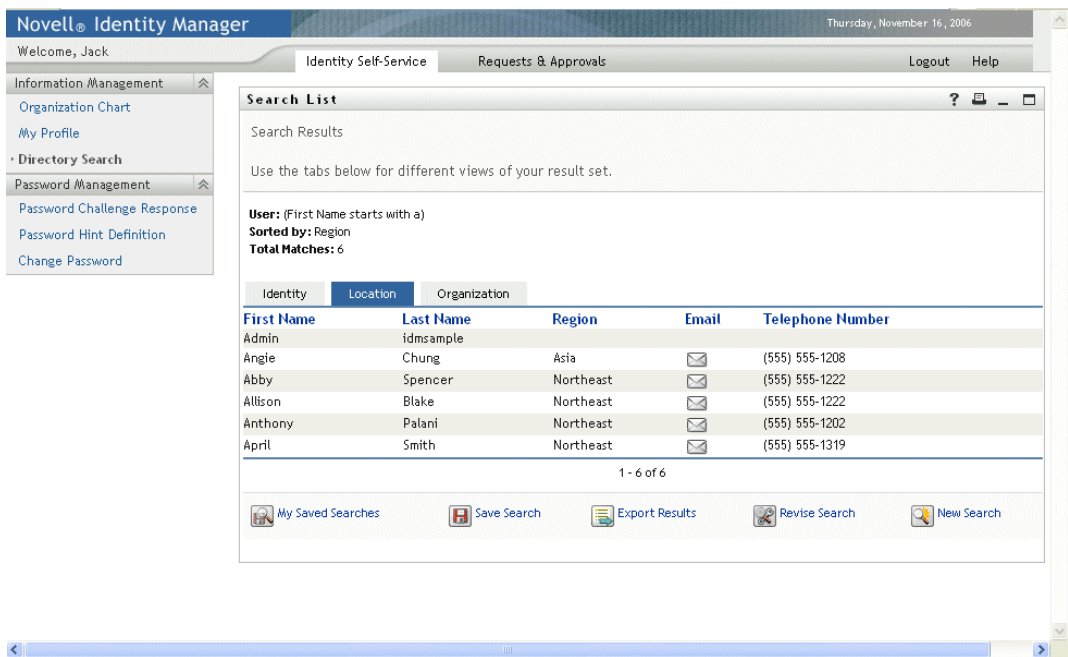 Novell® Identity Manager
Thursday, November 16, 2006
Welcome, Jack
Identity Self-Service Requests & Approvals Logout Help
Information Management
Organization Chart
My Profile
Directory Search
Password Management
Password Challenge Response
Password Hint Definition
Change Password
Search List ?
Search Results
Use the tabs below for different views of your result set.
User: (First Name starts with a)
Sorted by: Region
Total Matches: 6
Identity Location Organization
First Name Last Name Region Email Telephone Number
Admin idmsample
Angie Chung Asia (555) 555-1208
Abby Spencer Northeast (555) 555-1222
Allison Blake Northeast (555) 555-1222
Anthony Palani Northeast (555) 555-1202
April Smith Northeast (555) 555-1319
1 - 6 of 6
My Saved Searches Save Search Export Results Revise Search New Search